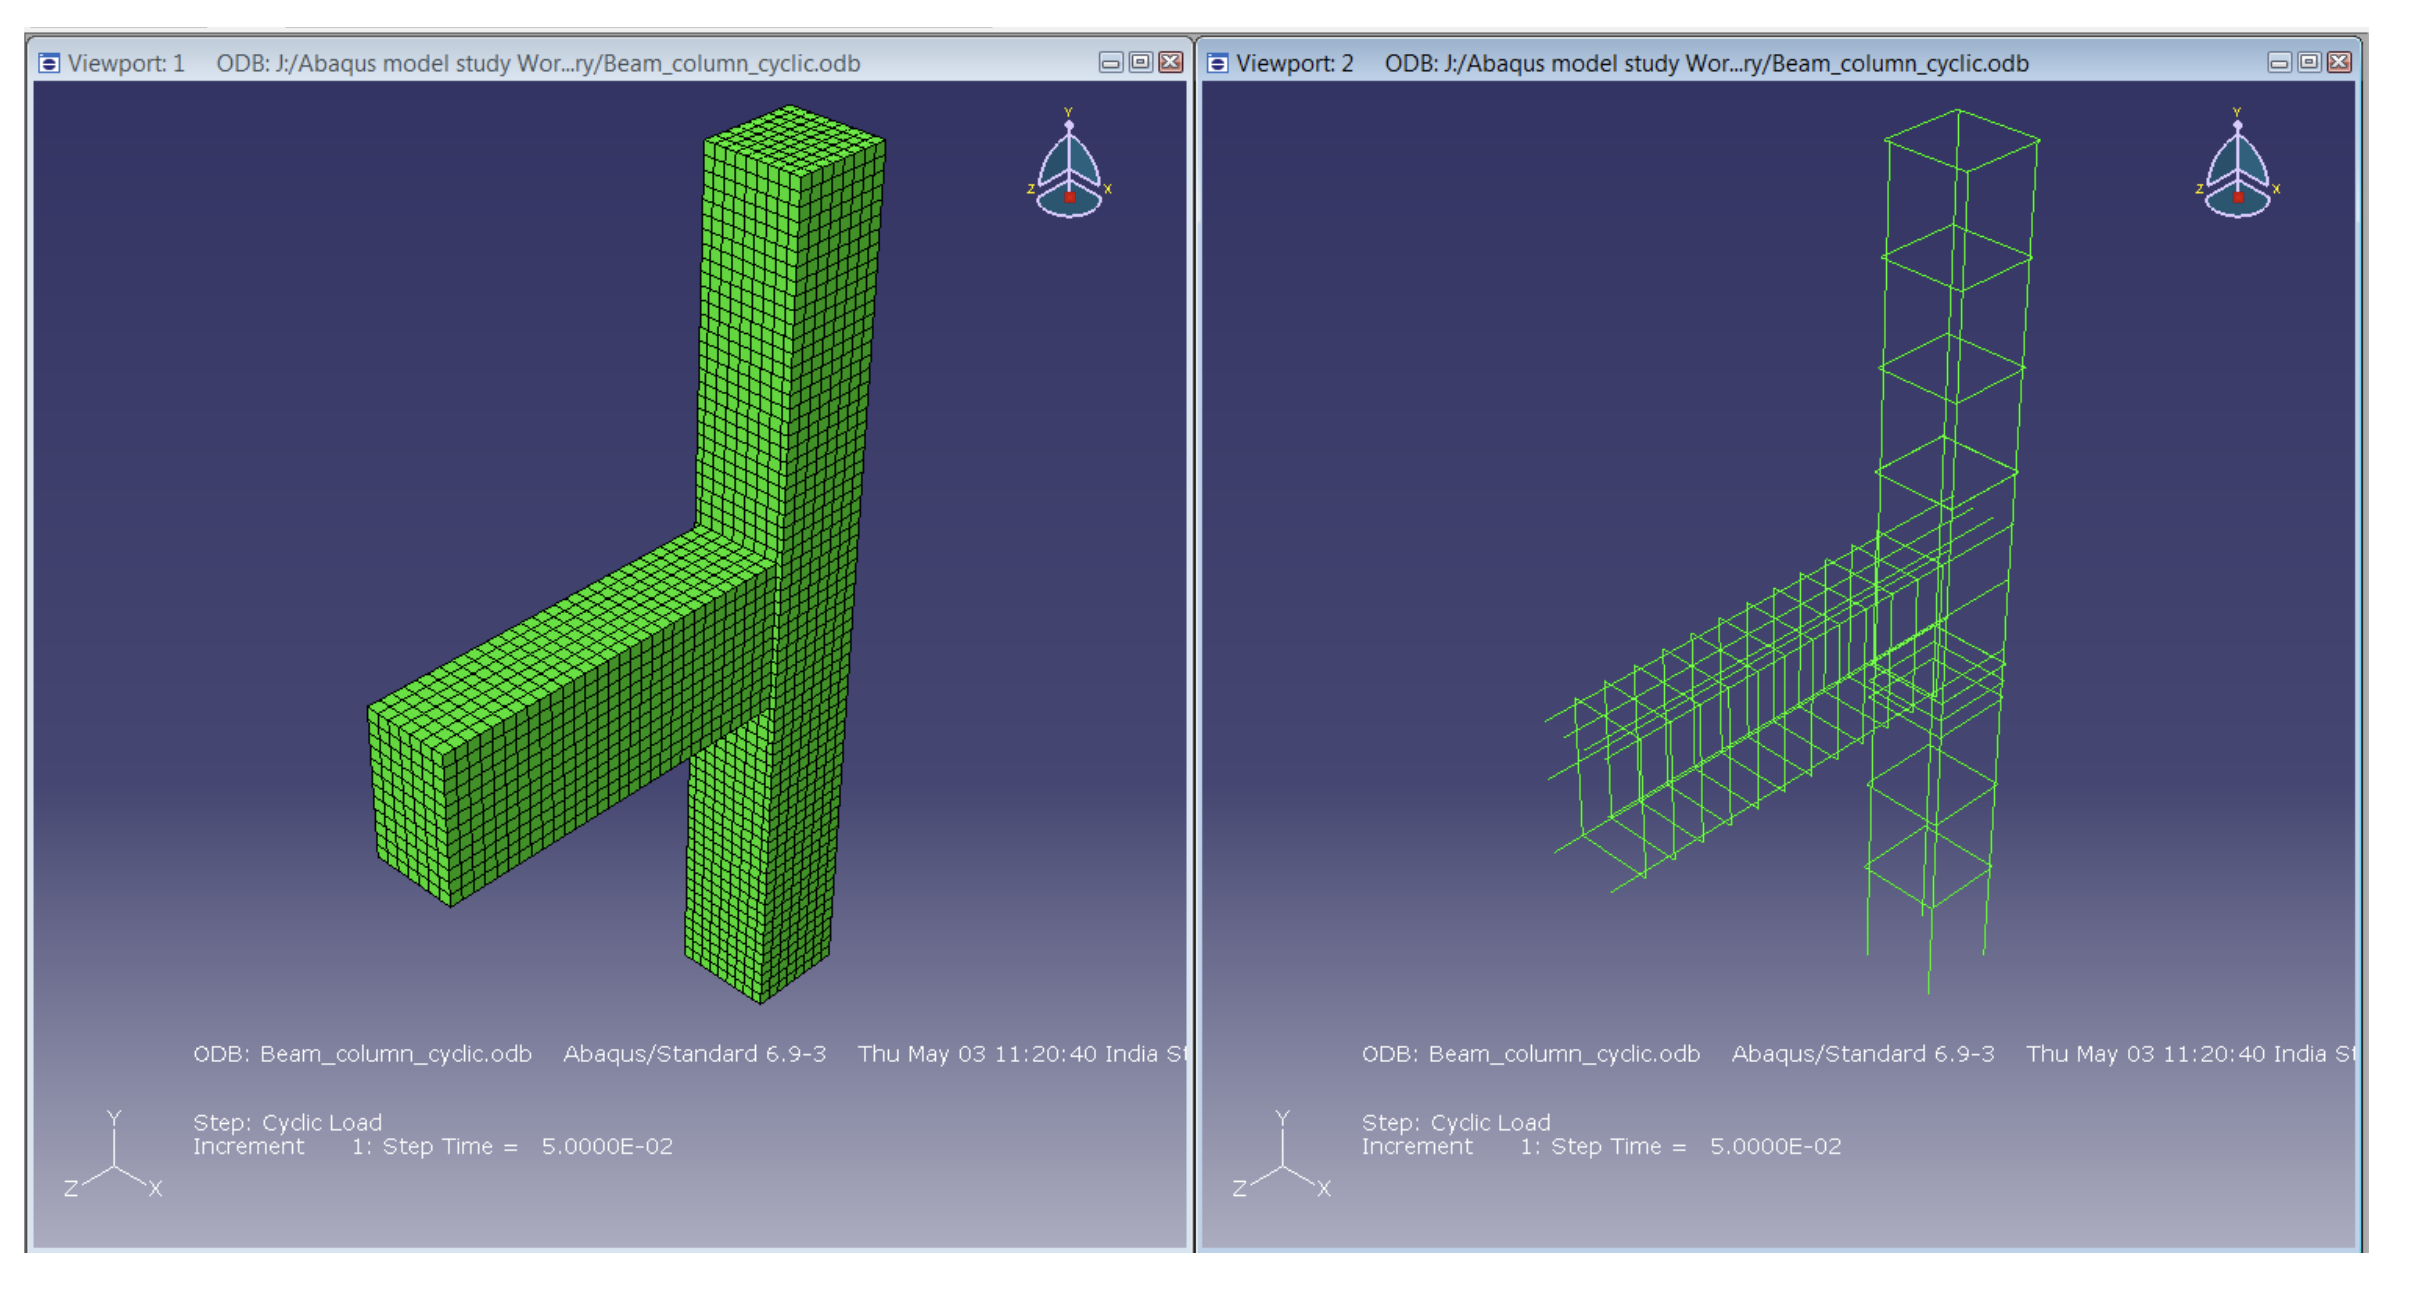 Viewport: 1 ODB: J:/Abaqus model study Wor...ry/Beam_column_cyclic.odb
Y
Z X
ODB: Beam_column_cyclic.odb Abaqus/Standard 6.9-3 Thu May 03 11:20:40 India St
Step: Cyclic Load
Increment 1: Step Time = 5.0000E-02
Y
Z X
Viewport: 2 ODB: J:/Abaqus model study Wor...ry/Beam_column_cyclic.odb
Y
Z X
ODB: Beam_column_cyclic.odb Abaqus/Standard 6.9-3 Thu May 03 11:20:40 India St
Step: Cyclic Load
Increment 1: Step Time = 5.0000E-02
Y
Z X